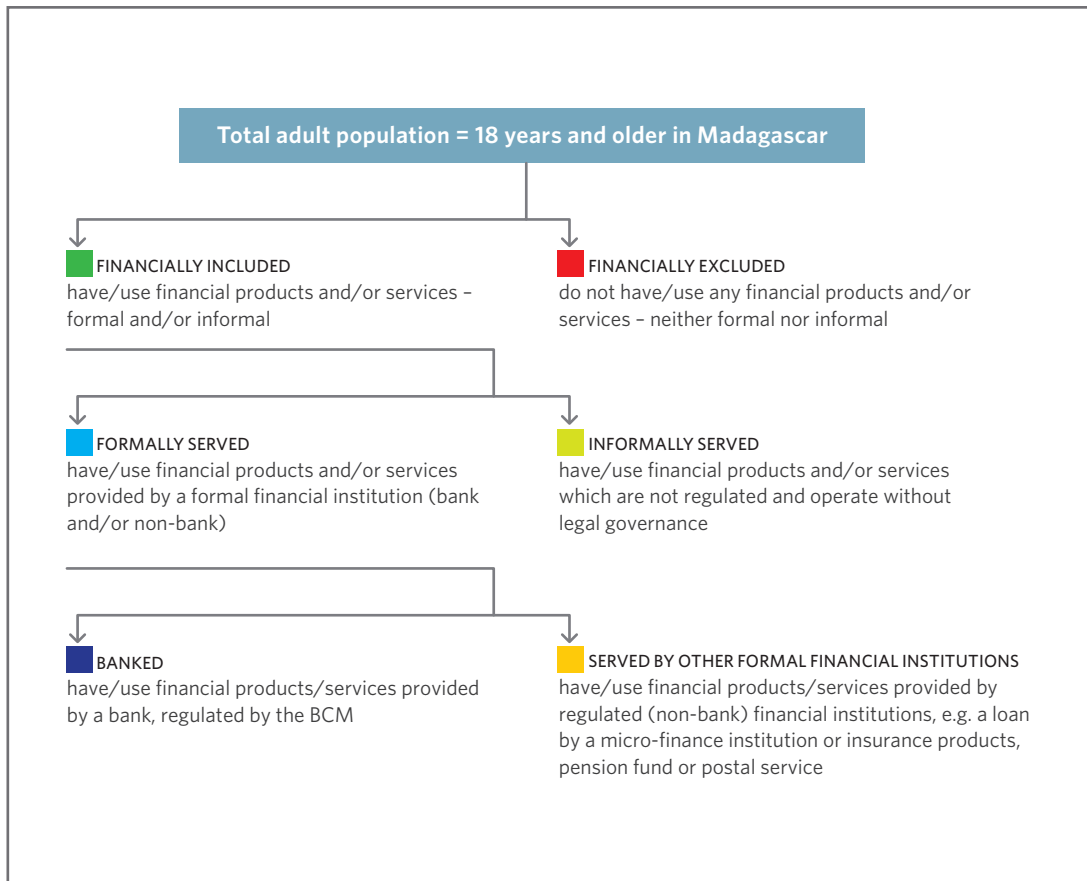 Total adult population = 18 years and older in Madagascar
FINANCIALLY INCLUDED
have/use financial products and/or services –
formal and/or informal
FINANCIALLY EXCLUDED
do not have/use any financial products and/or
services – neither formal nor informal
FORMALLY SERVED
have/use financial products and/or services
provided by a formal financial institution (bank
and/or non-bank)
INFORMALLY SERVED
have/use financial products and/or services
which are not regulated and operate without
legal governance
BANKED
have/use financial products/services provided
by a bank, regulated by the BCM
SERVED BY OTHER FORMAL FINANCIAL INSTITUTIONS
have/use financial products/services provided by
regulated (non-bank) financial institutions, e.g. a loan
by a micro-finance institution or insurance products,
pension fund or postal service